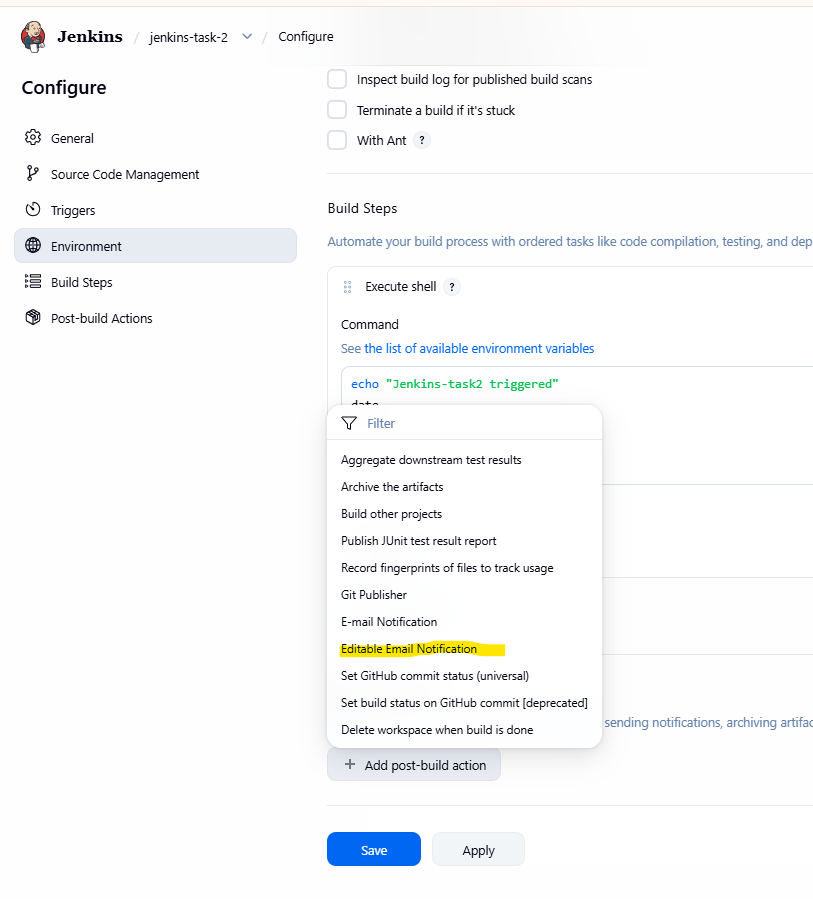 Jenkins / jenkins-task-2 / Configure
Configure
General
Source Code Management
Triggers
Environment
Build Steps
Post-build Actions
Inspect build log for published build scans
Terminate a build if it's stuck
With Ant ?
Build Steps
Automate your build process with ordered tasks like code compilation, testing, and dep
Execute shell ?
Command
See the list of available environment variables
echo "Jenkins-task2 triggered"
date
Filter
Aggregate downstream test results
Archive the artifacts
Build other projects
Publish JUnit test result report
Record fingerprints of files to track usage
Git Publisher
E-mail Notification
Editable Email Notification
Set GitHub commit status (universal)
Set build status on GitHub commit [deprecated]
sending notifications, archiving artifac
Delete workspace when build is done
+ Add post-build action
Save
Apply